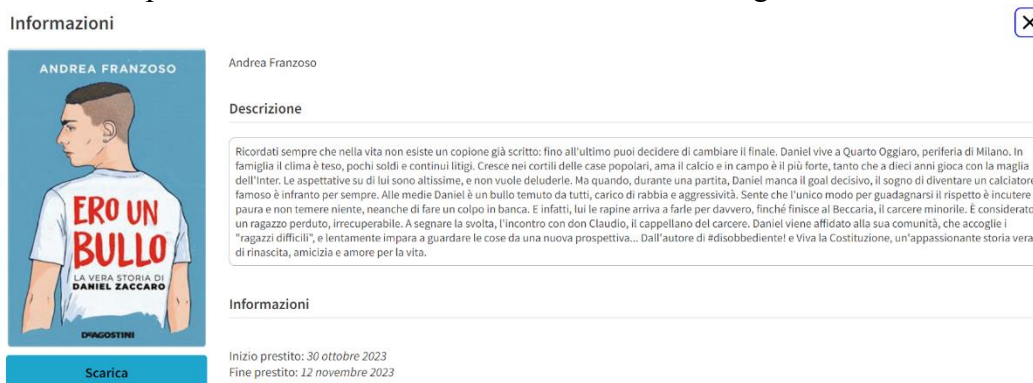 Informazioni
ANDREA FRANZOSO
ERO UN
BULLO
LA VERA STORIA DI
DANIEL ZACCARO
DeAGOSTINI
Scarica
Andrea Franzoso
Descrizione
Ricordati sempre che nella vita non esiste un copione già scritto: fino all'ultimo puoi decidere di cambiare il finale. Daniel vive a Quarto Oggiaro, periferia di Milano. In
famiglia il clima è teso, pochi soldi e continui litigi. Cresce nei cortili delle case popolari, ama il calcio e in campo è il più forte, tanto che a dieci anni gioca con la maglia
dell'Inter. Le aspettative su di lui sono altissime, e non vuole deluderle. Ma quando, durante una partita, Daniel manca il goal decisivo, il sogno di diventare un calciatore
famoso è infranto per sempre. Alle medie Daniel è un bullo temuto da tutti, carico di rabbia e aggressività. Sente che l'unico modo per guadagnarsi il rispetto è incutere
paura e non temere niente, neanche di fare un colpo in banca. E infatti, lui le rapine arriva a farle per davvero, finché finisce al Beccaria, il carcere minorile. È considerato
un ragazzo perduto, irrecuperabile. A segnare la svolta, l'incontro con don Claudio, il cappellano del carcere. Daniel viene affidato alla sua comunità, che accoglie i
"ragazzi difficili", e lentamente impara a guardare le cose da una nuova prospettiva... Dall'autore di #disobbediente! e Viva la Costituzione, un'appassionante storia vera
di rinascita, amicizia e amore per la vita.
Informazioni
Inizio prestito: 30 ottobre 2023
Fine prestito: 12 novembre 2023